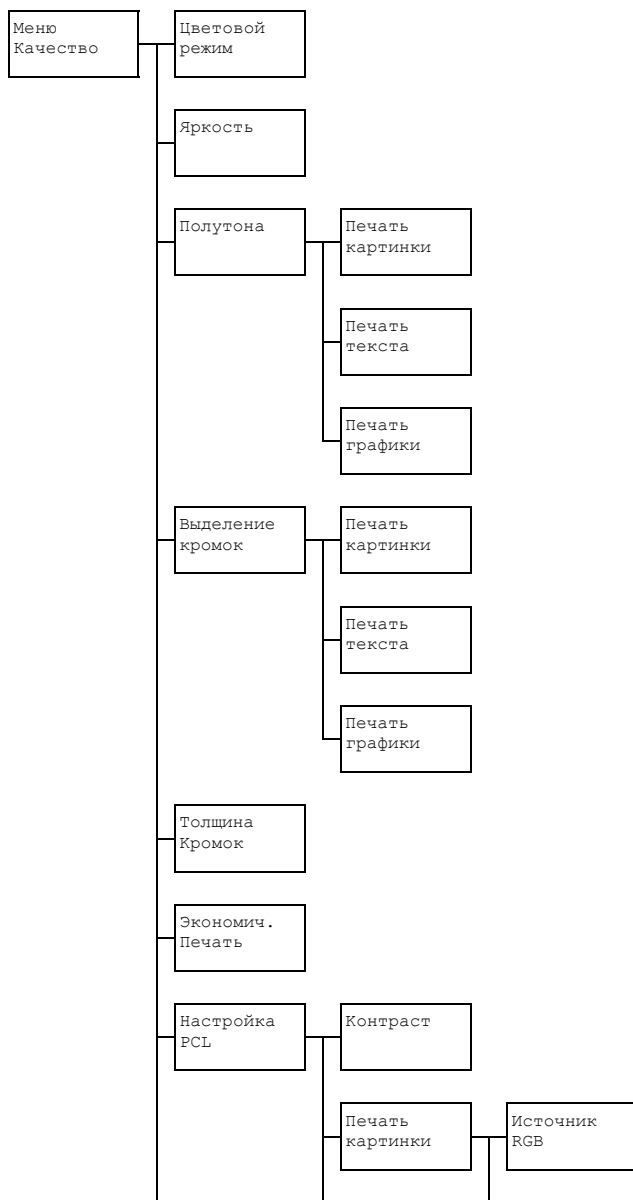 Меню
Качество
Цветовой
режим
Яркость
Полутона
Печать
картинки
Печать
текста
Печать
графики
Выделение
кромок
Печать
картинки
Печать
текста
Печать
графики
Толщина
Кромок
Экономич.
Печать
Настройка
PCL
Контраст
Печать
картинки
Источник
RGB